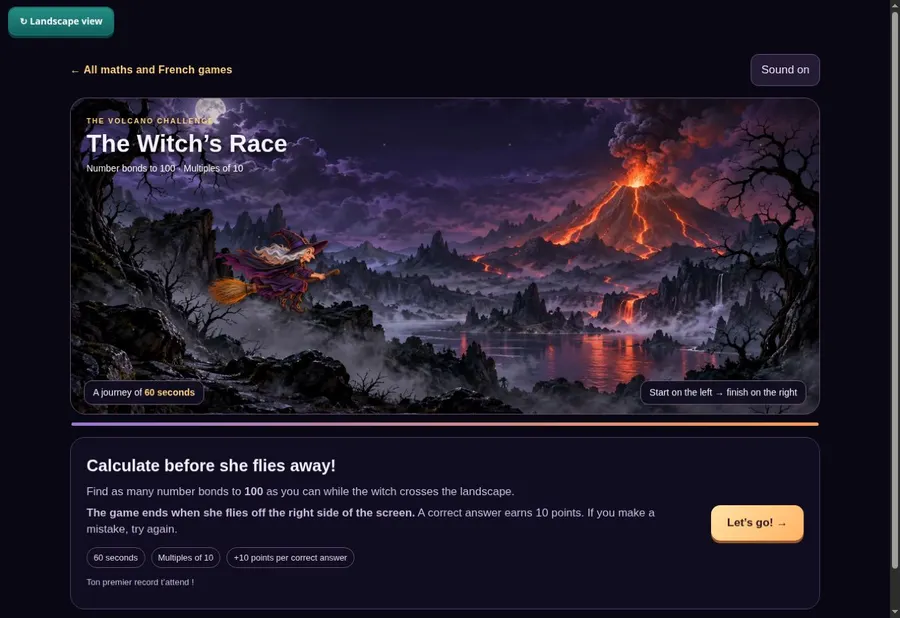 ↻ Landscape view
← All maths and French games
Sound on
THE VOLCANO CHALLENGE
The Witch’s Race
Number bonds to 100 · Multiples of 10
A journey of 60 seconds
Start on the left → finish on the right
Calculate before she flies away!
Find as many number bonds to 100 as you can while the witch crosses the landscape.
The game ends when she flies off the right side of the screen. A correct answer earns 10 points. If you make a
mistake, try again.
Let's go! →
60 seconds
Multiples of 10
+10 points per correct answer
Ton premier record t'attend !